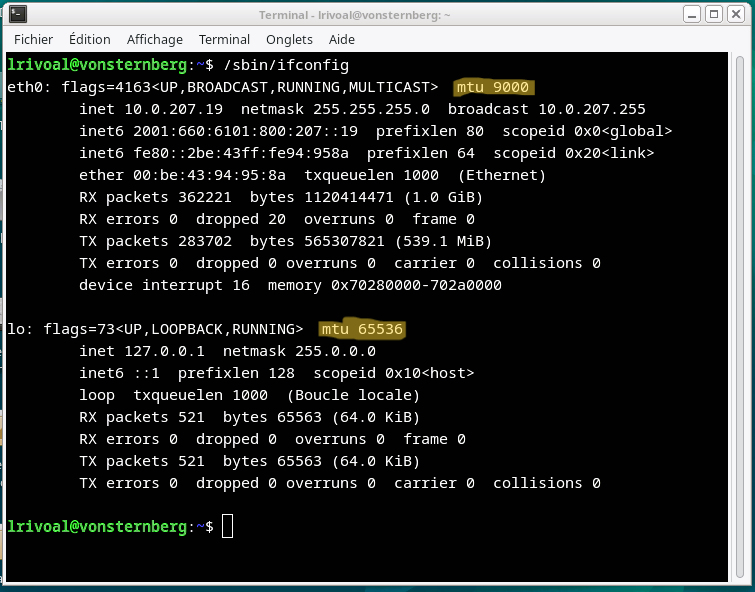 Terminal - lrivoal@vonsternberg: ~
Fichier Édition Affichage Terminal Onglets Aide
lrivoal@vonsternberg:~$ /sbin/ifconfig
eth0: flags=4163<UP,BROADCAST,RUNNING,MULTICAST>  mtu 9000
        inet 10.0.207.19  netmask 255.255.255.0  broadcast 10.0.207.255
        inet6 2001:660:6101:800:207::19  prefixlen 80  scopeid 0x0<global>
        inet6 fe80::2be:43ff:fe94:958a  prefixlen 64  scopeid 0x20<link>
        ether 00:be:43:94:95:8a  txqueuelen 1000  (Ethernet)
        RX packets 362221  bytes 1120414471 (1.0 GiB)
        RX errors 0  dropped 20  overruns 0  frame 0
        TX packets 283702  bytes 565307821 (539.1 MiB)
        TX errors 0  dropped 0 overruns 0  carrier 0  collisions 0
        device interrupt 16  memory 0x70280000-702a0000

lo: flags=73<UP,LOOPBACK,RUNNING>  mtu 65536
        inet 127.0.0.1  netmask 255.0.0.0
        inet6 ::1  prefixlen 128  scopeid 0x10<host>
        loop  txqueuelen 1000  (Boucle locale)
        RX packets 521  bytes 65563 (64.0 KiB)
        RX errors 0  dropped 0  overruns 0  frame 0
        TX packets 521  bytes 65563 (64.0 KiB)
        TX errors 0  dropped 0 overruns 0  carrier 0  collisions 0

lrivoal@vonsternberg:~$